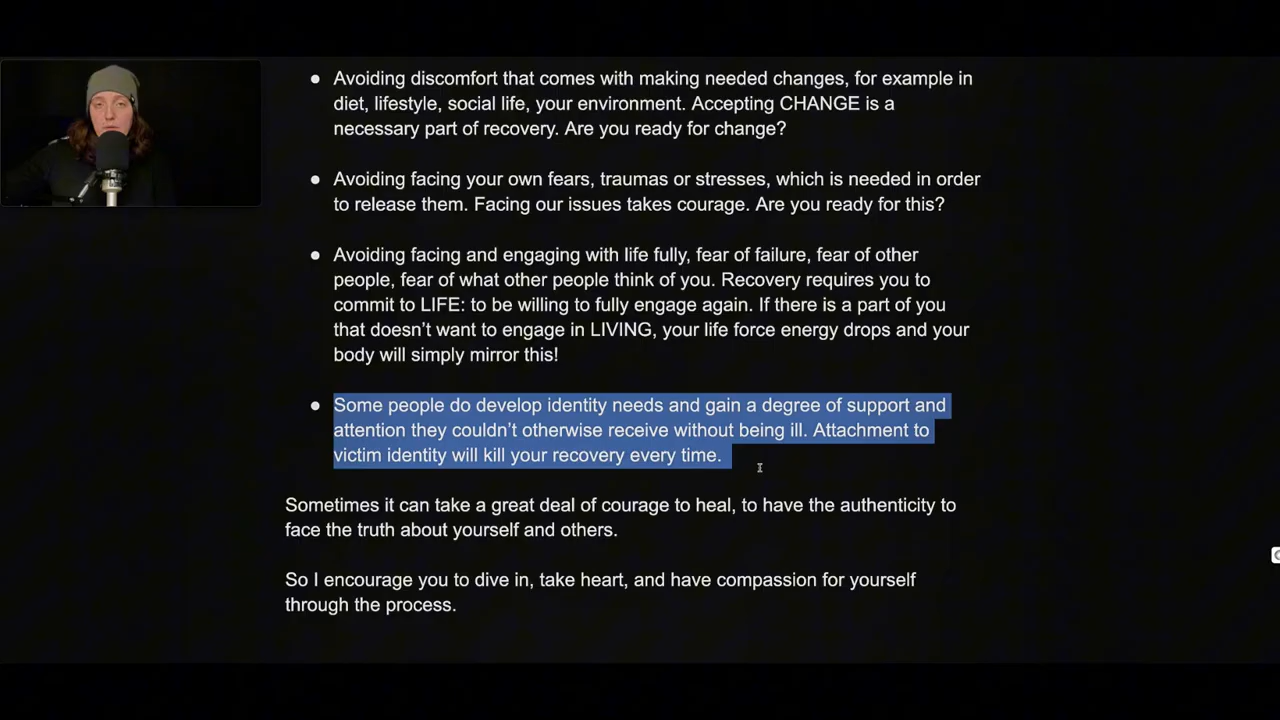 ● Avoiding discomfort that comes with making needed changes, for example in
diet, lifestyle, social life, your environment. Accepting CHANGE is a
necessary part of recovery. Are you ready for change?
● Avoiding facing your own fears, traumas or stresses, which is needed in order
to release them. Facing our issues takes courage. Are you ready for this?
● Avoiding facing and engaging with life fully, fear of failure, fear of other
people, fear of what other people think of you. Recovery requires you to
commit to LIFE: to be willing to fully engage again. If there is a part of you
that doesn’t want to engage in LIVING, your life force energy drops and your
body will simply mirror this!
● Some people do develop identity needs and gain a degree of support and
attention they couldn’t otherwise receive without being ill. Attachment to
victim identity will kill your recovery every time.
Sometimes it can take a great deal of courage to heal, to have the authenticity to
face the truth about yourself and others.
So I encourage you to dive in, take heart, and have compassion for yourself
through the process.